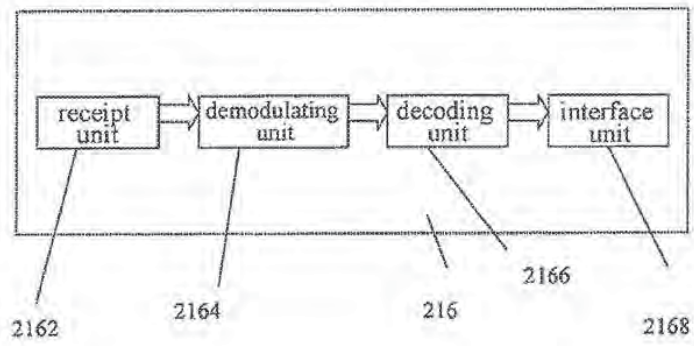 receipt
unit
demodulating
unit
decoding
unit
interface
unit
2162
2164
216
2166
2168